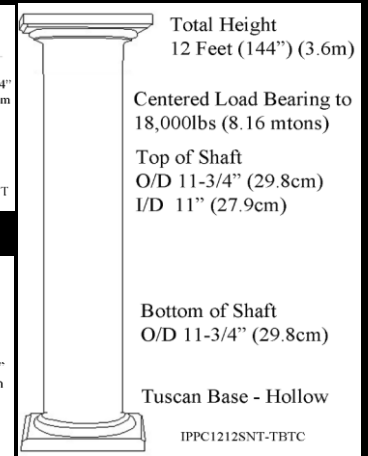 Total Height
12 Feet (144”) (3.6m)
Centered Load Bearing to
18,000lbs (8.16 mtons)
Top of Shaft
O/D 11-3/4” (29.8cm)
I/D 11” (27.9cm)
Bottom of Shaft
O/D 11-3/4” (29.8cm)
Tuscan Base - Hollow
IPPC1212SNT-TBTC